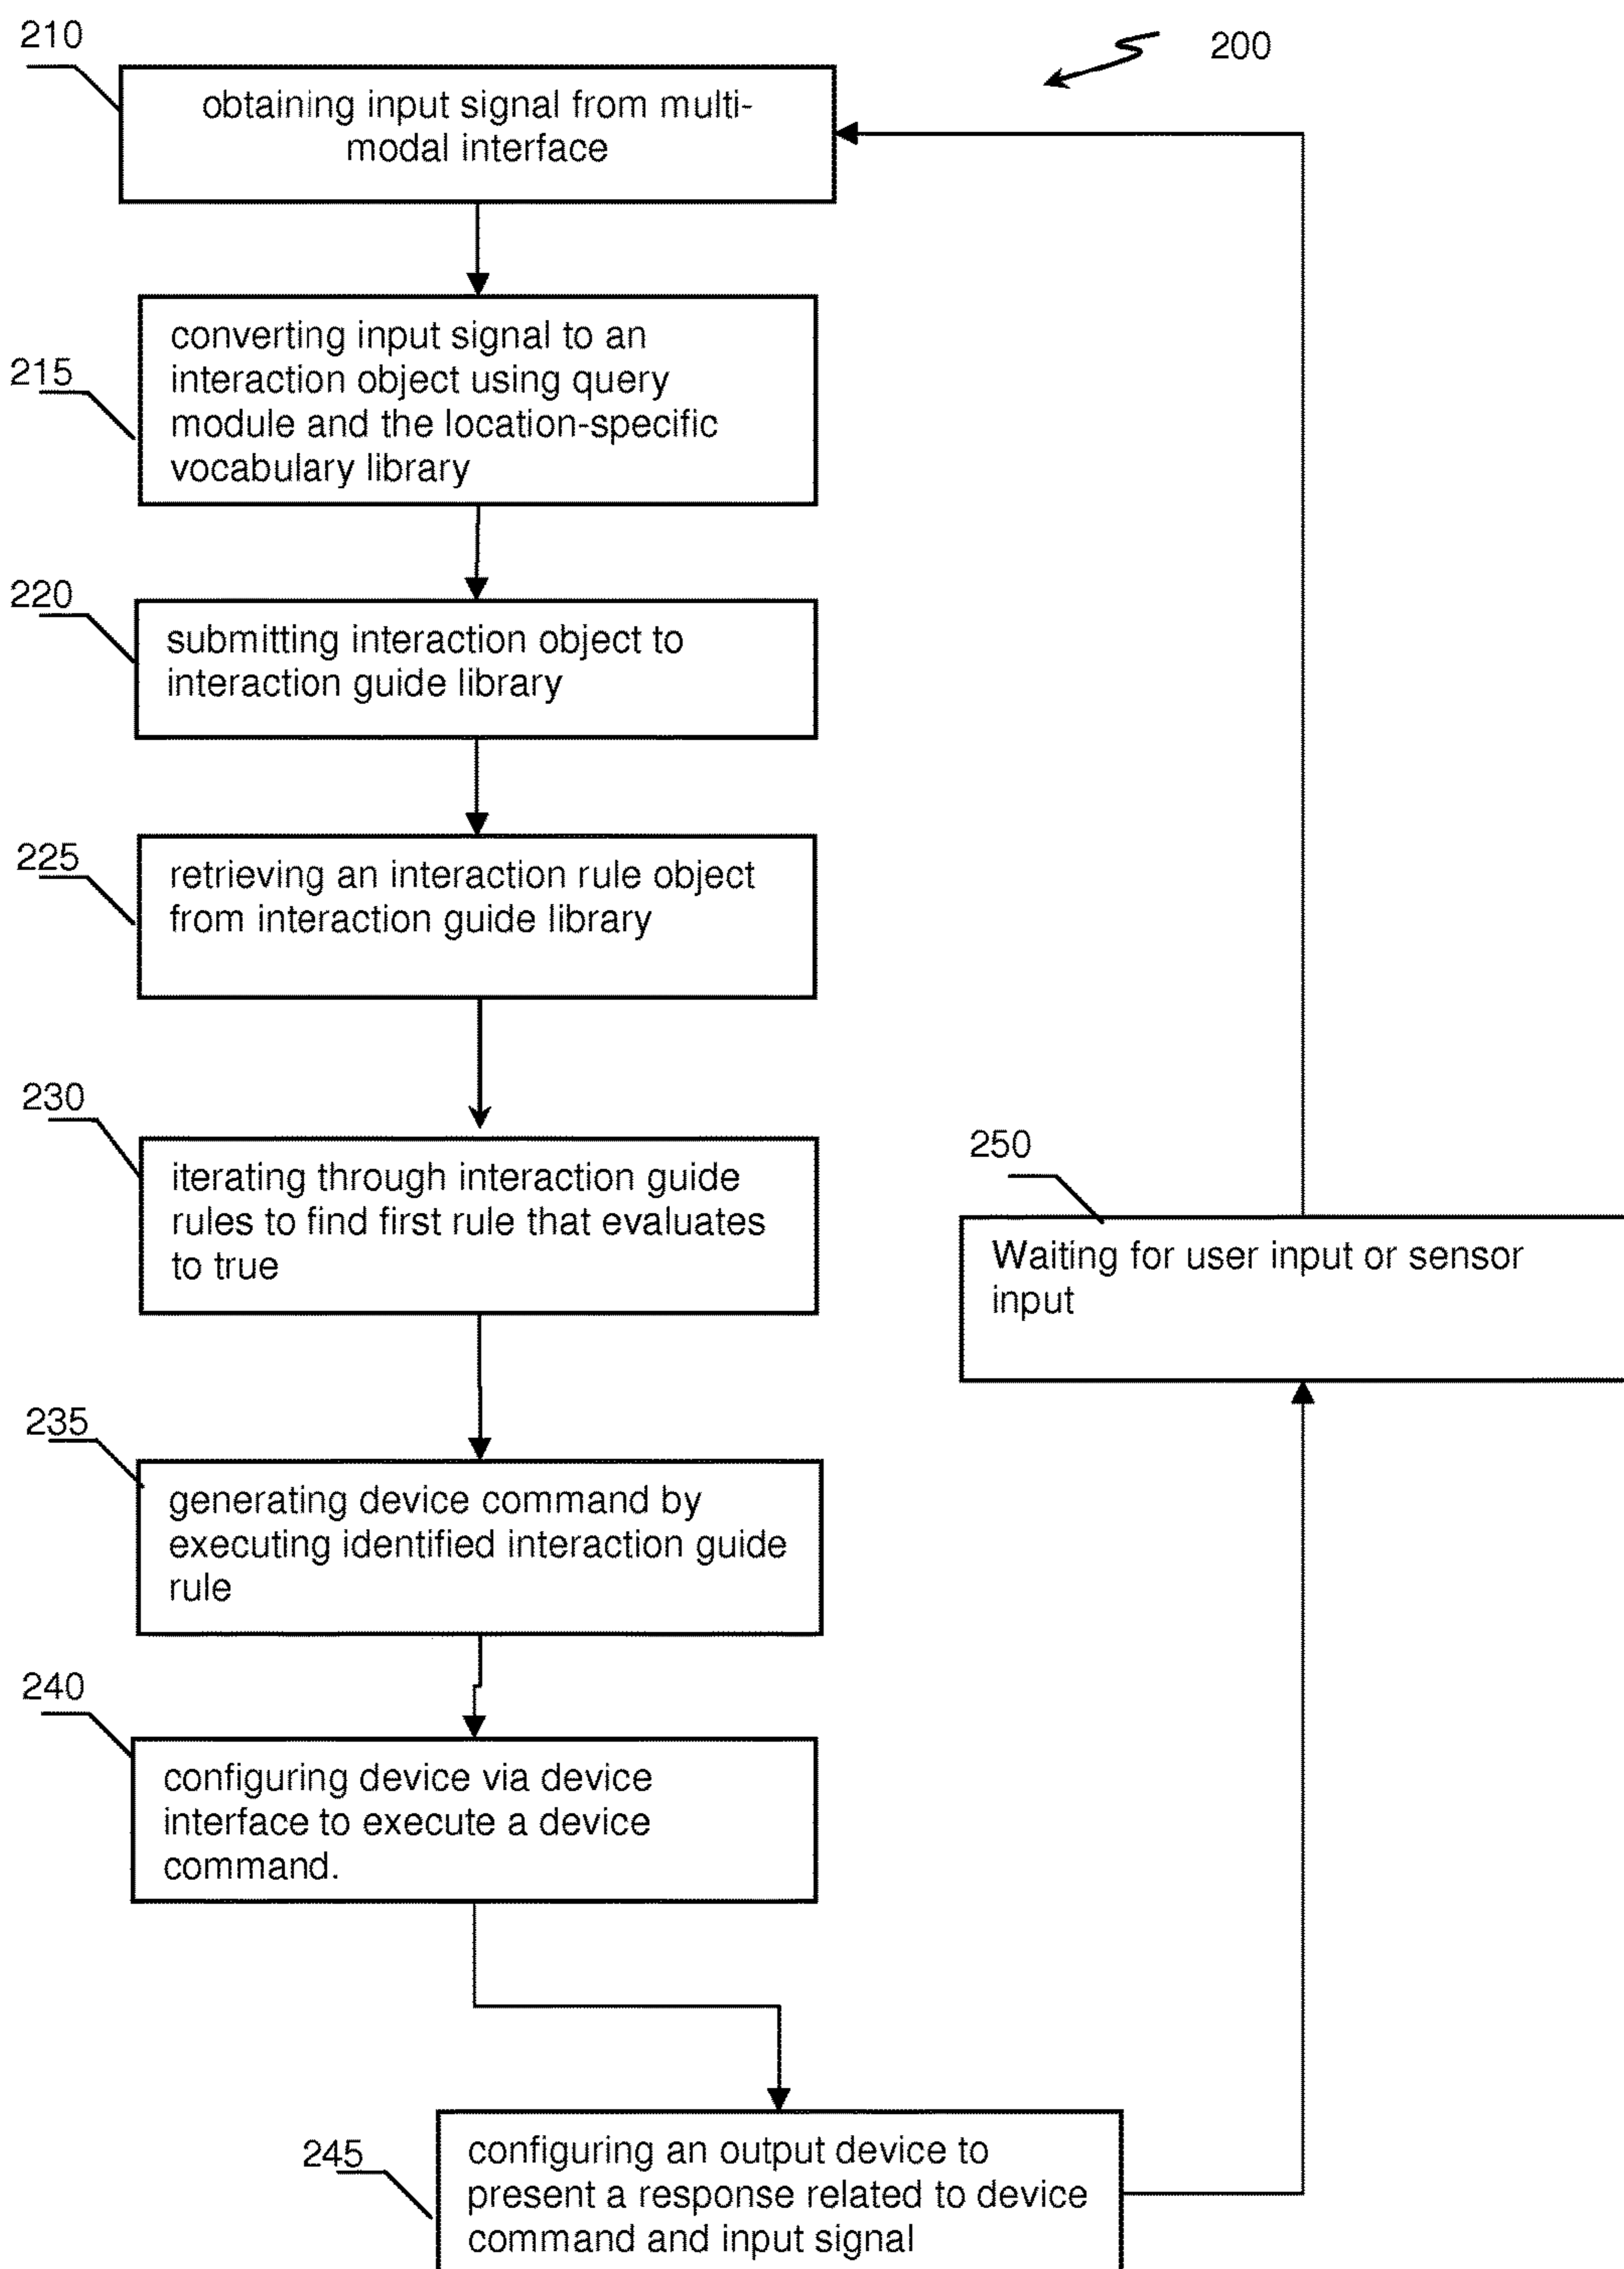 210
200
obtaining input signal from multi-
modal interface
215
converting input signal to an
interaction object using query
module and the location-specific
vocabulary library
220
submitting interaction object to
interaction guide library
225
retrieving an interaction rule object
from interaction guide library
230
iterating through interaction guide
rules to find first rule that evaluates
to true
250
Waiting for user input or sensor
input
235
generating device command by
executing identified interaction guide
rule
240
configuring device via device
interface to execute a device
command.
245
configuring an output device to
present a response related to device
command and input signal